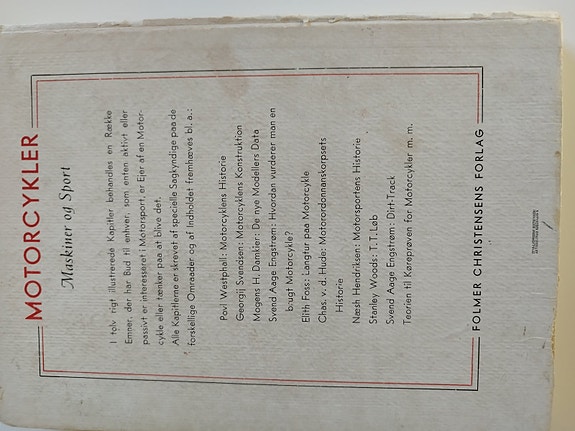 MOTORCYKLER
Maskiner og Sport
I tolv rigt illustrerede Kapitler behandles en Række
Emner, der har Bud til enhver, som enten aktivt eller
passivt er interesseret i Motorsport, er Ejer af en Motor-
cykle eller tænker paa at blive det.
Alle Kapitlerne er skrevet af specielle Sagkyndige paa de
forskellige Omraader og af Indholdet fremhæves bl. a.:
Povl Westphall: Motorcyklens Historie
Georg Svendsen: Motorcyklens Konstruktion
Mogens H. Damkier: De nye Modellers Data
Svend Aage Engstrøm: Hvordan vurderer man en
brugt Motorcykle?
Elith Foss: Langtur paa Motorcykle
Chas. v. d. Hude: Motorordonnanskorpsets
Historie
Næsh Hendriksen: Motorsportens Historie
Stanley Woods: T.T. Løb
Svend Aage Engstrøm: Dirt-Track
Teorien til Køreprøven for Motorcykler m. m.
FOLMER CHRISTENSENS FORLAG